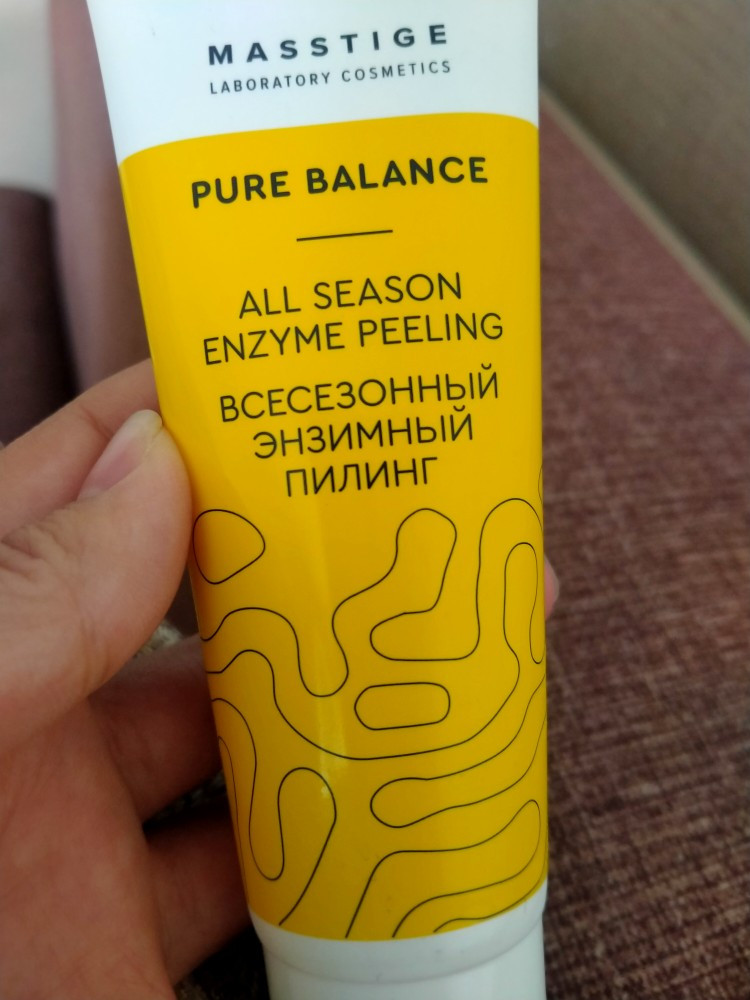 MASSTIGE
LABORATORY COSMETICS
PURE BALANCE
ALL SEASON
ENZYME PEELING
ВСЕСЕЗОННЫЙ
ЭНЗИМНЫЙ
ПИЛИНГ